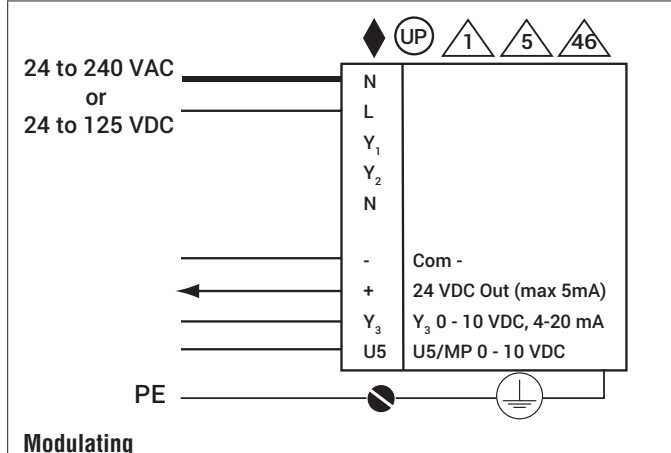 UP 1 5 46
24 to 240 VAC
or
24 to 125 VDC
N
L
Y₁
Y₂
N
- Com -
+ 24 VDC Out (max 5mA)
Y₃ Y₃ 0 - 10 VDC, 4-20 mA
U5 U5/MP 0 - 10 VDC
PE
Modulating